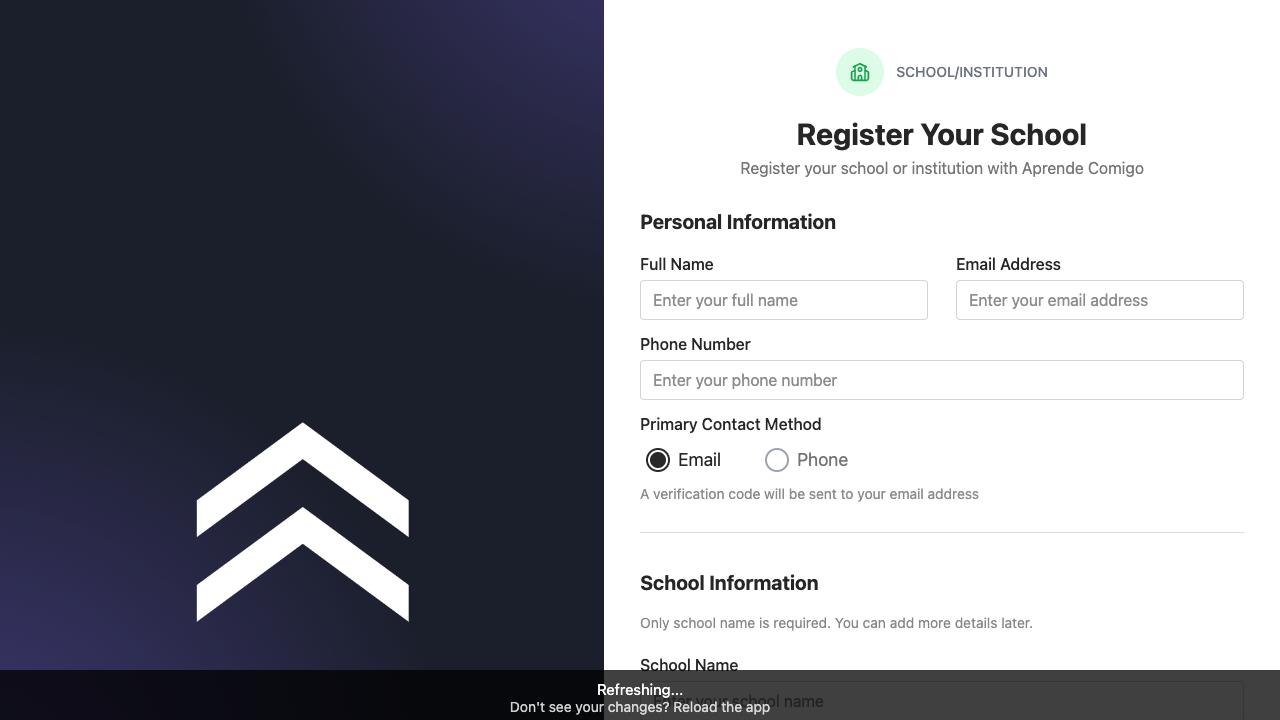 SCHOOL/INSTITUTION
Register Your School
Register your school or institution with Aprende Comigo
Personal Information
Full Name
Email Address
Enter your full name
Enter your email address
Phone Number
Enter your phone number
Primary Contact Method
Email
Phone
A verification code will be sent to your email address
School Information
Only school name is required. You can add more details later.
School Name
Enter your school name
Refreshing...
Don't see your changes? Reload the app